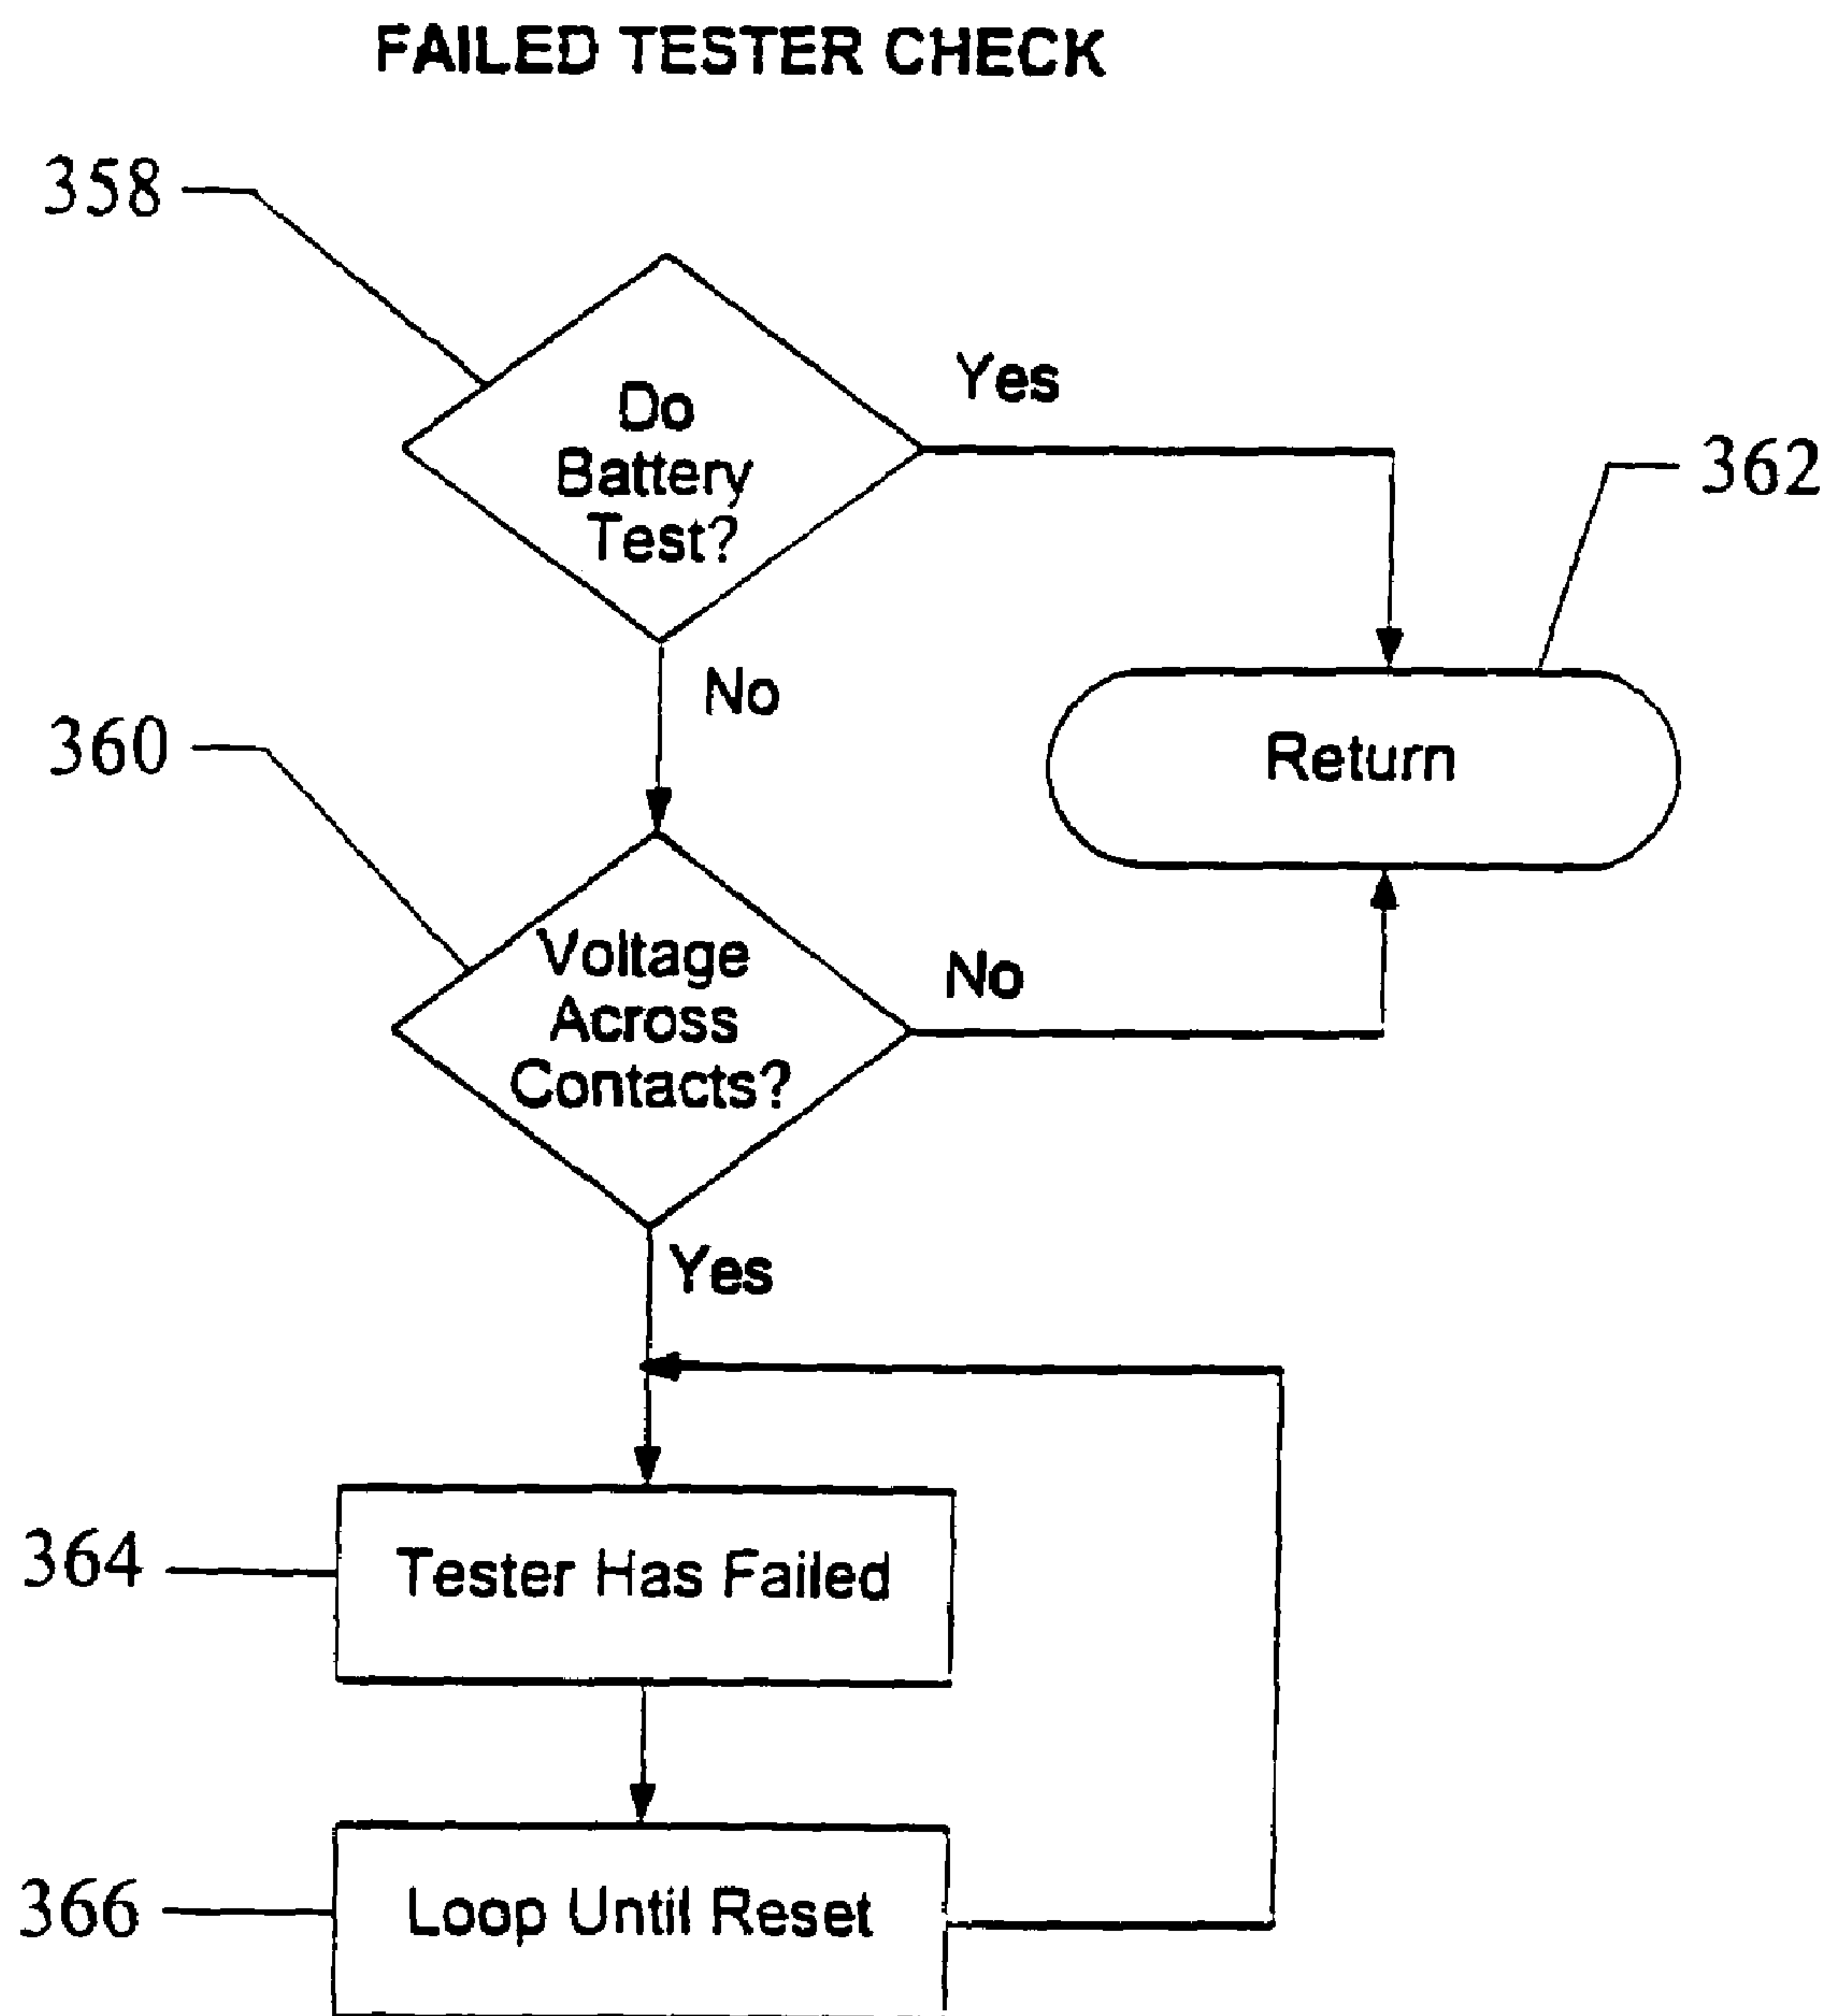 FAILED TESTER CHECK
358
Do
Battery
Test?
Yes
362
No
Return
360
Voltage
Across
Contacts?
No
Yes
364
Tester Has Failed
366
Loop Until Reset